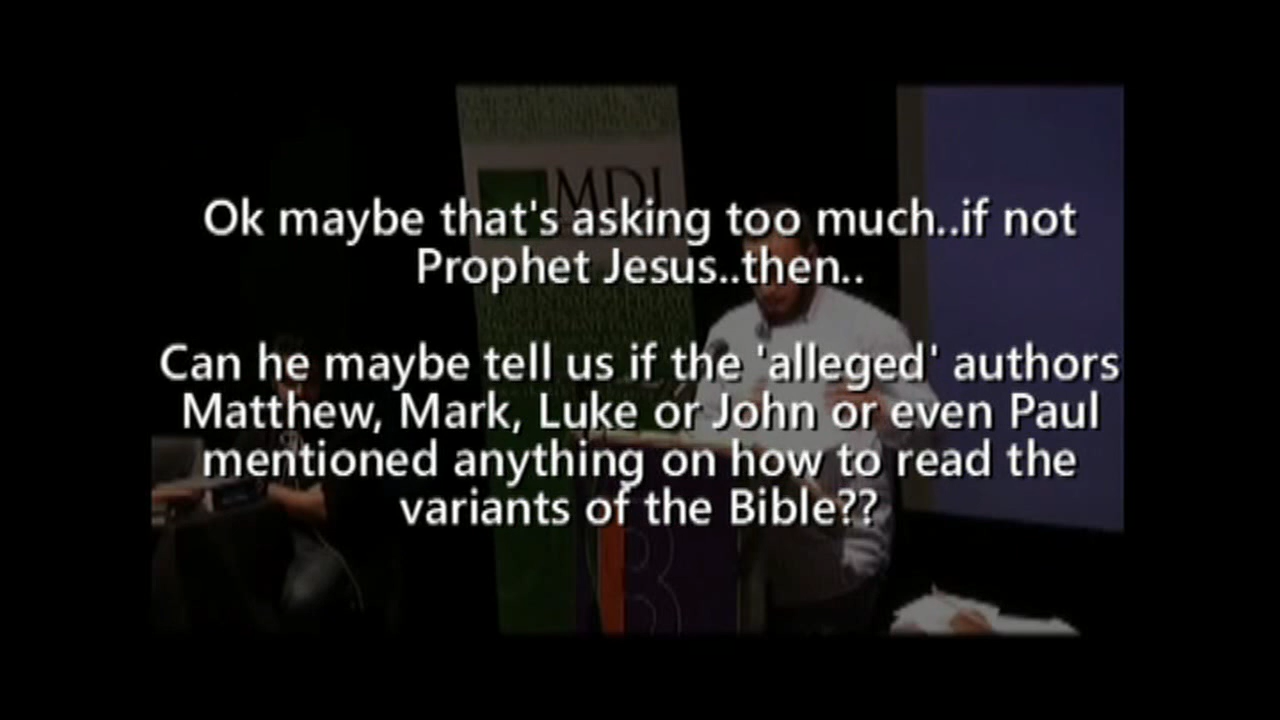 MDI
Ok maybe that's asking too much..if not
Prophet Jesus..then..
Can he maybe tell us if the 'alleged' authors
Matthew, Mark, Luke or John or even Paul
mentioned anything on how to read the
variants of the Bible??